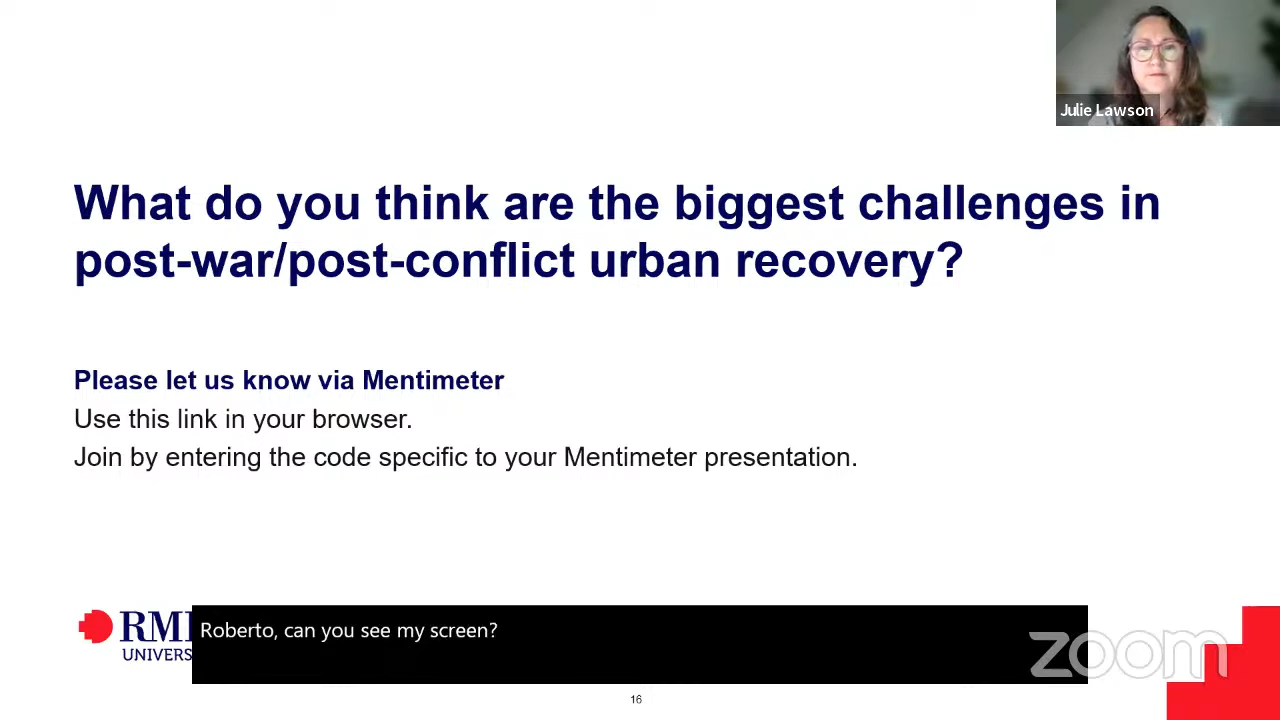 Julie Lawson
What do you think are the biggest challenges in
post-war/post-conflict urban recovery?
Please let us know via Mentimeter
Use this link in your browser.
Join by entering the code specific to your Mentimeter presentation.
RMI
UNIVERS
Roberto, can you see my screen?
zoom
16